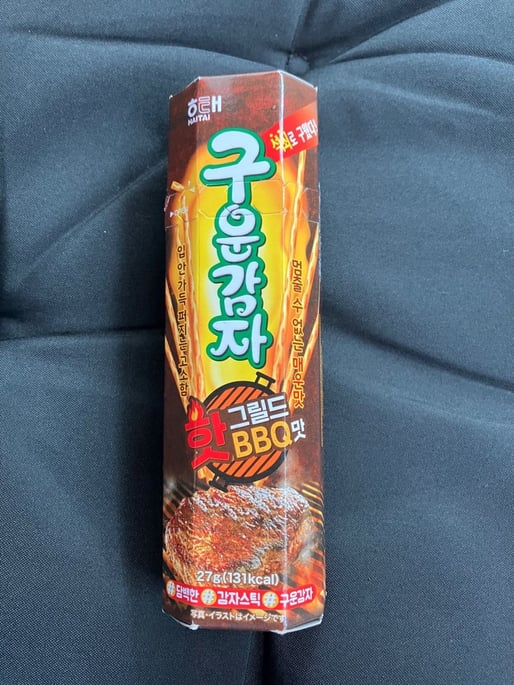 해태
HAITAI
석쇠로 구웠다!
구운감자
입안가득 퍼지는 고소함
멈출 수 없는 매운맛
핫 그릴드
BBQ맛
27g(131kcal)
#담백한 #감자스틱 #구운감자
写真・イラストはイメージです